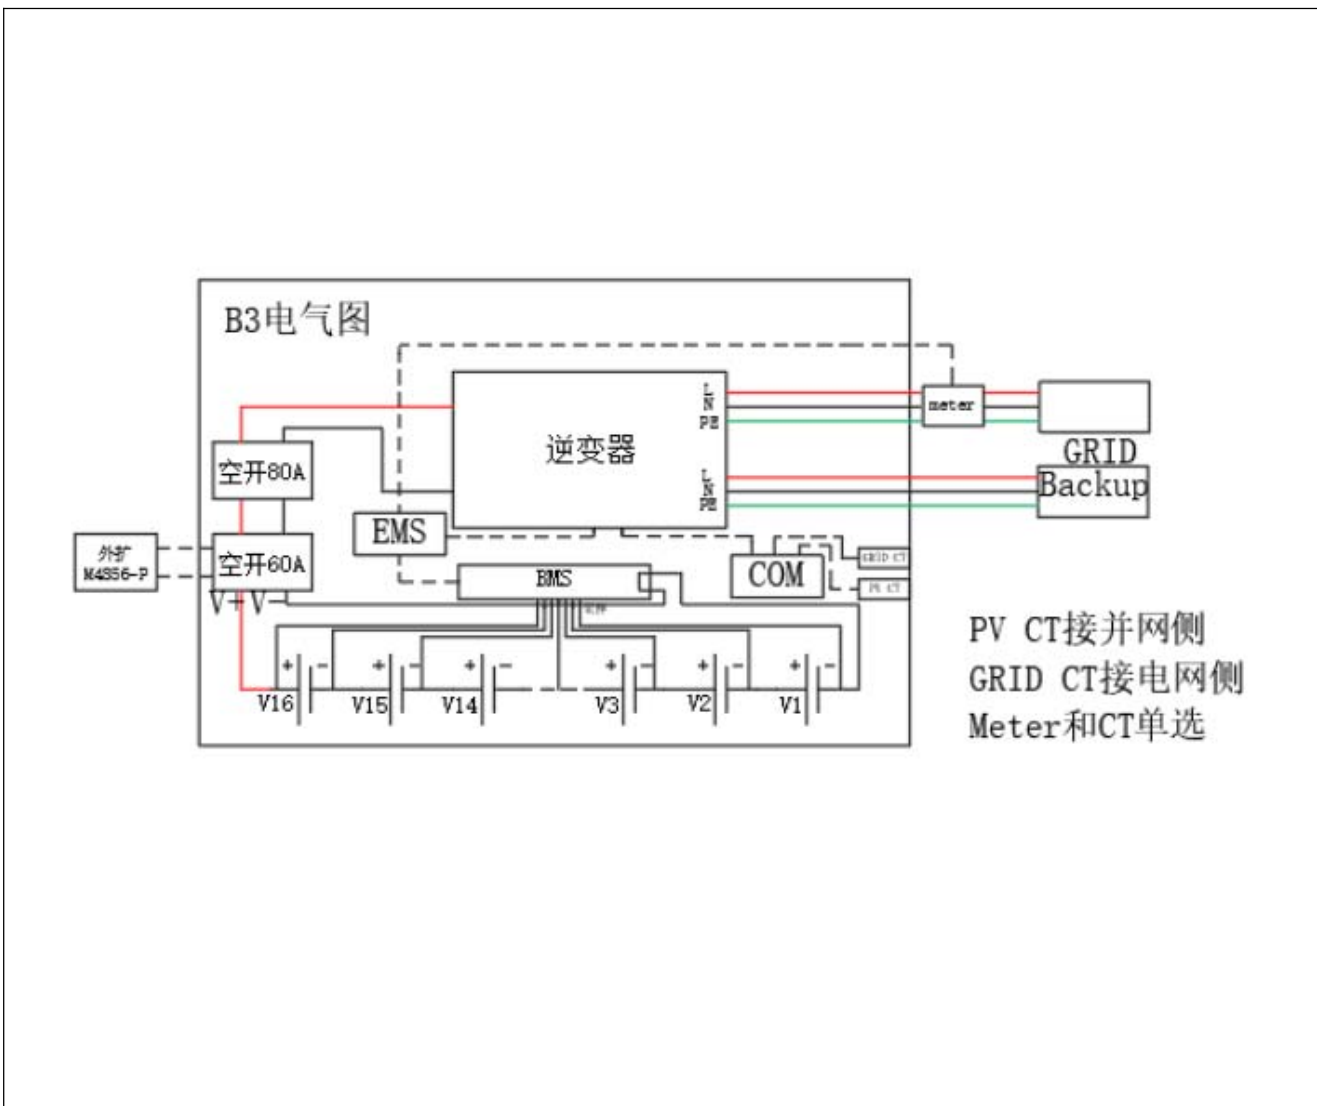 B3电气图
L
N
PE
meter
GRID
逆变器
空开80A
L
N
PE
Backup
EMS
外扩
M4856-P
空开60A
BMS
COM
GRID CT
PV CT
采样
V+
V-
PV CT接并网侧
GRID CT接电网侧
Meter和CT单选
+ -
+ -
+ -
+ -
+ -
+ -
V16
V15
V14
V3
V2
V1